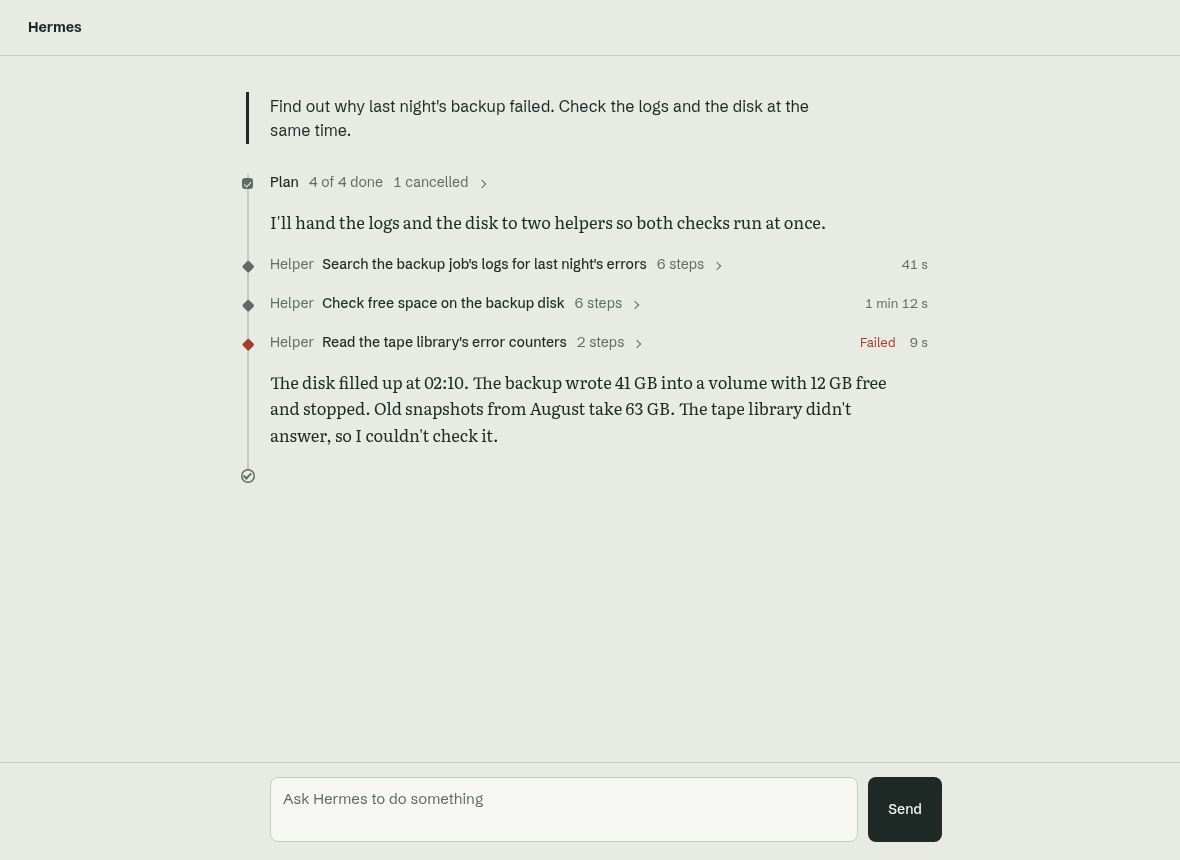 Hermes
Find out why last night's backup failed. Check the logs and the disk at the
same time.
Plan 4 of 4 done 1 cancelled
I'll hand the logs and the disk to two helpers so both checks run at once.
Helper Search the backup job's logs for last night's errors 6 steps 41 s
Helper Check free space on the backup disk 6 steps 1 min 12 s
Helper Read the tape library's error counters 2 steps Failed 9 s
The disk filled up at 02:10. The backup wrote 41 GB into a volume with 12 GB free
and stopped. Old snapshots from August take 63 GB. The tape library didn't
answer, so I couldn't check it.
Ask Hermes to do something
Send